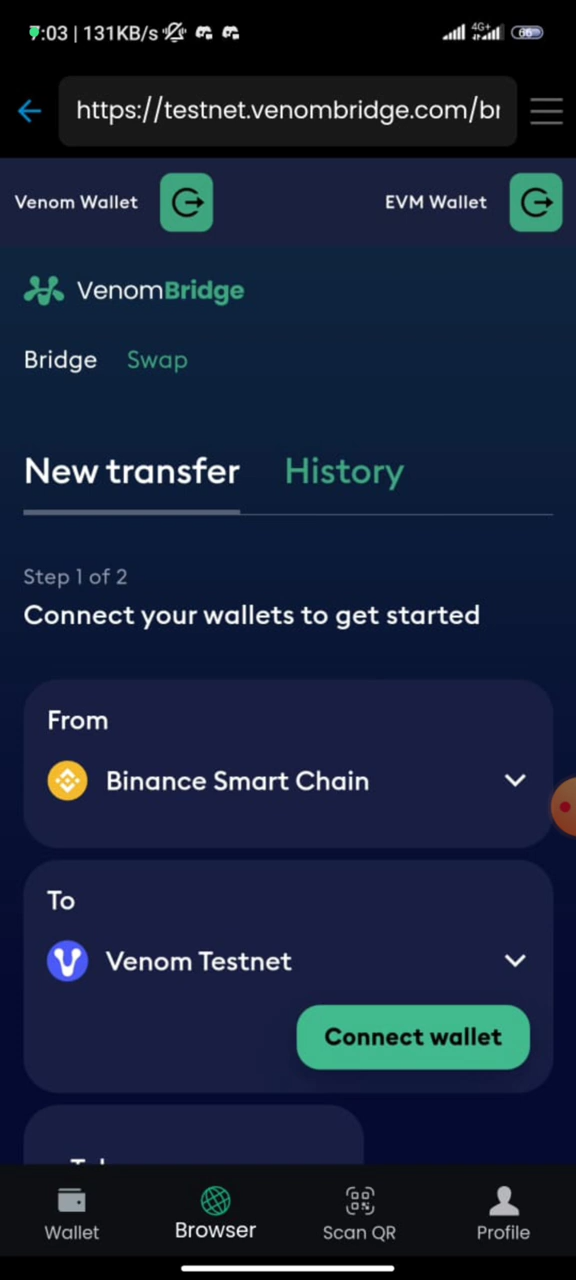 7:03 | 131KB/s
4G+
66
https://testnet.venombridge.com/br
Venom Wallet
EVM Wallet
VenomBridge
Bridge Swap
New transfer History
Step 1 of 2
Connect your wallets to get started
From
Binance Smart Chain
To
Venom Testnet
Connect wallet
Wallet
Browser
Scan QR
Profile